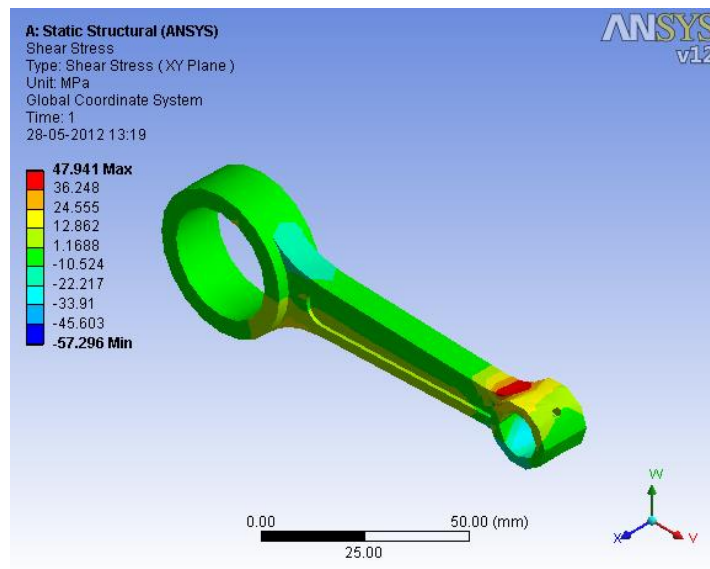 A: Static Structural (ANSYS)
Shear Stress
Type: Shear Stress ( XY Plane )
Unit: MPa
Global Coordinate System
Time: 1
28-05-2012 13:19
ANSYS
v12
47.941 Max
36.248
24.555
12.862
1.1688
-10.524
-22.217
-33.91
-45.603
-57.296 Min
0.00 50.00 (mm)
25.00
W
X V